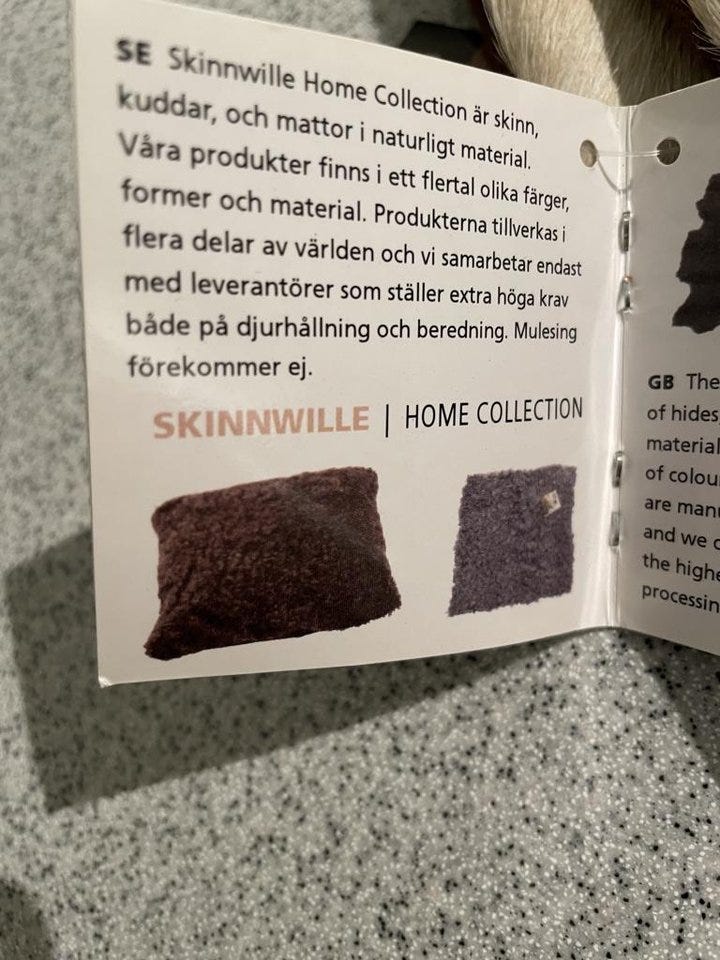 SE Skinnwille Home Collection är skinn,
kuddar, och mattor i naturligt material.
Våra produkter finns i ett flertal olika färger,
former och material. Produkterna tillverkas i
flera delar av världen och vi samarbetar endast
med leverantörer som ställer extra höga krav
både på djurhållning och beredning. Mulesing
förekommer ej.
SKINNWILLE | HOME COLLECTION
GB The
of hides,
material
of colou
are man
and we c
the highe
processin